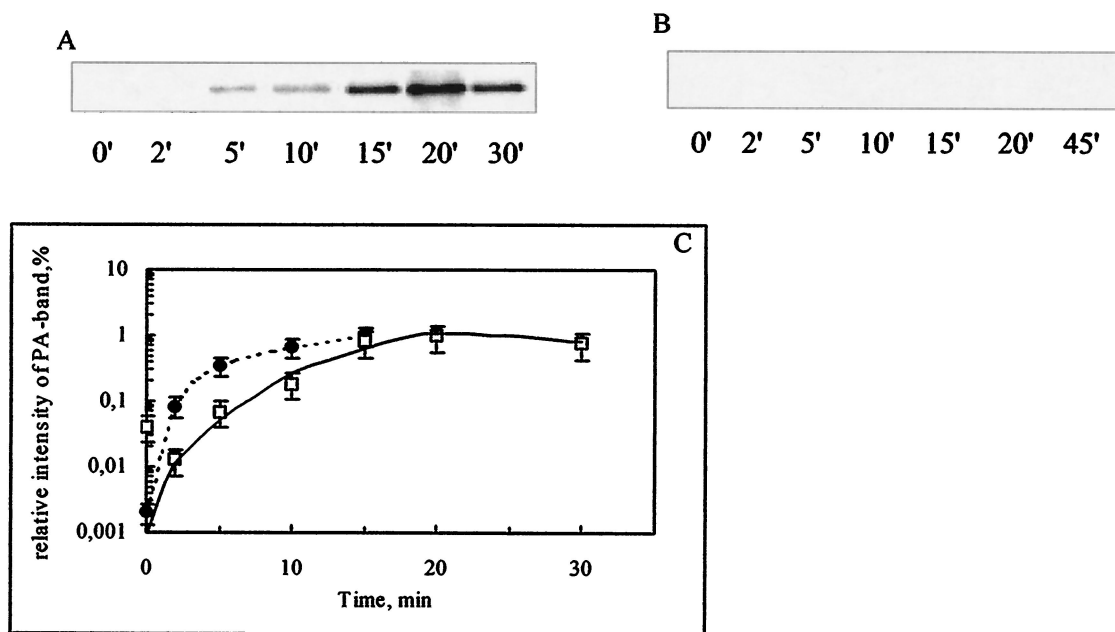 A
0' 2' 5' 10' 15' 20' 30'
B
0' 2' 5' 10' 15' 20' 45'
C
relative intensity of PA-band,%
10
1
0,1
0,01
0,001
0 10 20 30
Time, min